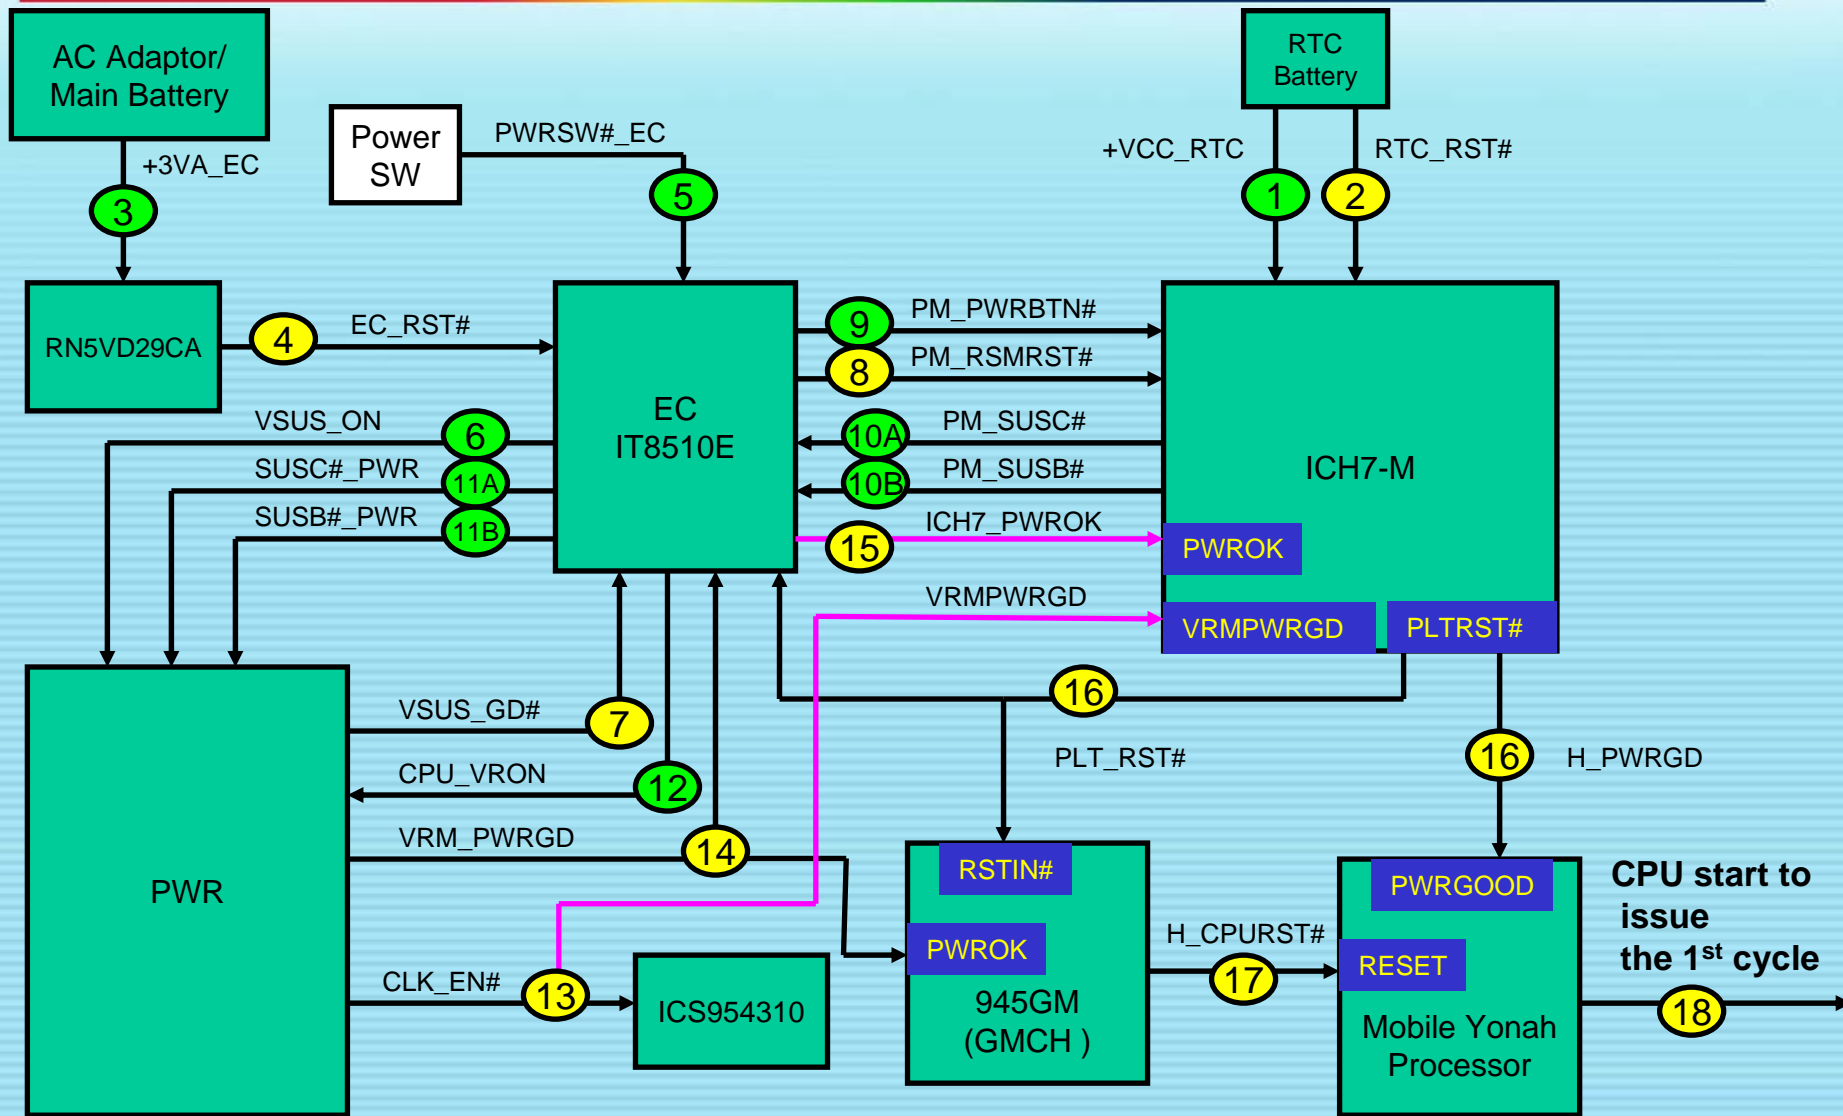 AC Adaptor/
Main Battery
RTC
Battery
Power
SW
PWRSW#_EC
+3VA_EC
+VCC_RTC
RTC_RST#
3
5
1
2
RN5VD29CA
4
EC_RST#
EC
IT8510E
9
PM_PWRBTN#
8
PM_RSMRST#
VSUS_ON
6
10A
PM_SUSC#
SUSC#_PWR
11A
10B
PM_SUSB#
SUSB#_PWR
11B
ICH7_PWROK
15
ICH7-M
PWROK
VRMPWRGD
VRMPWRGD
PLTRST#
16
VSUS_GD#
7
PLT_RST#
16
H_PWRGD
CPU_VRON
12
VRM_PWRGD
14
PWR
RSTIN#
PWROK
945GM
(GMCH )
PWRGOOD
H_CPURST#
17
RESET
Mobile Yonah
Processor
CPU start to
issue
the 1st cycle
18
CLK_EN#
13
ICS954310